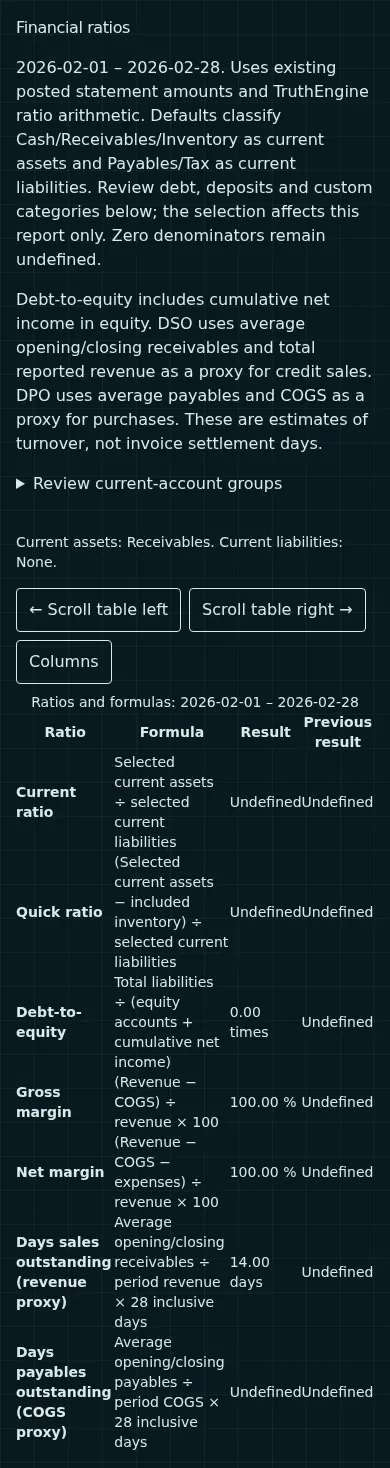 Financial ratios
2026-02-01 – 2026-02-28. Uses existing
posted statement amounts and TruthEngine
ratio arithmetic. Defaults classify
Cash/Receivables/Inventory as current
assets and Payables/Tax as current
liabilities. Review debt, deposits and custom
categories below; the selection affects this
report only. Zero denominators remain
undefined.
Debt-to-equity includes cumulative net
income in equity. DSO uses average
opening/closing receivables and total
reported revenue as a proxy for credit sales.
DPO uses average payables and COGS as a
proxy for purchases. These are estimates of
turnover, not invoice settlement days.
▶ Review current-account groups
Current assets: Receivables. Current liabilities:
None.
← Scroll table left
Scroll table right →
Columns
Ratios and formulas: 2026-02-01 – 2026-02-28
Ratio
Formula
Result
Previous
result
Current
ratio
Selected
current assets
÷ selected
current
liabilities
Undefined
Undefined
Quick ratio
(Selected
current assets
− included
inventory) ÷
selected current
liabilities
Undefined
Undefined
Debt-to-
equity
Total liabilities
÷ (equity
accounts +
cumulative net
income)
0.00
times
Undefined
Gross
margin
(Revenue −
COGS) ÷
revenue × 100
100.00 %
Undefined
Net margin
(Revenue −
COGS −
expenses) ÷
revenue × 100
100.00 %
Undefined
Days sales
outstanding
(revenue
proxy)
Average
opening/closing
receivables ÷
period revenue
× 28 inclusive
days
14.00
days
Undefined
Days
payables
outstanding
(COGS
proxy)
Average
opening/closing
payables ÷
period COGS ×
28 inclusive
days
Undefined
Undefined